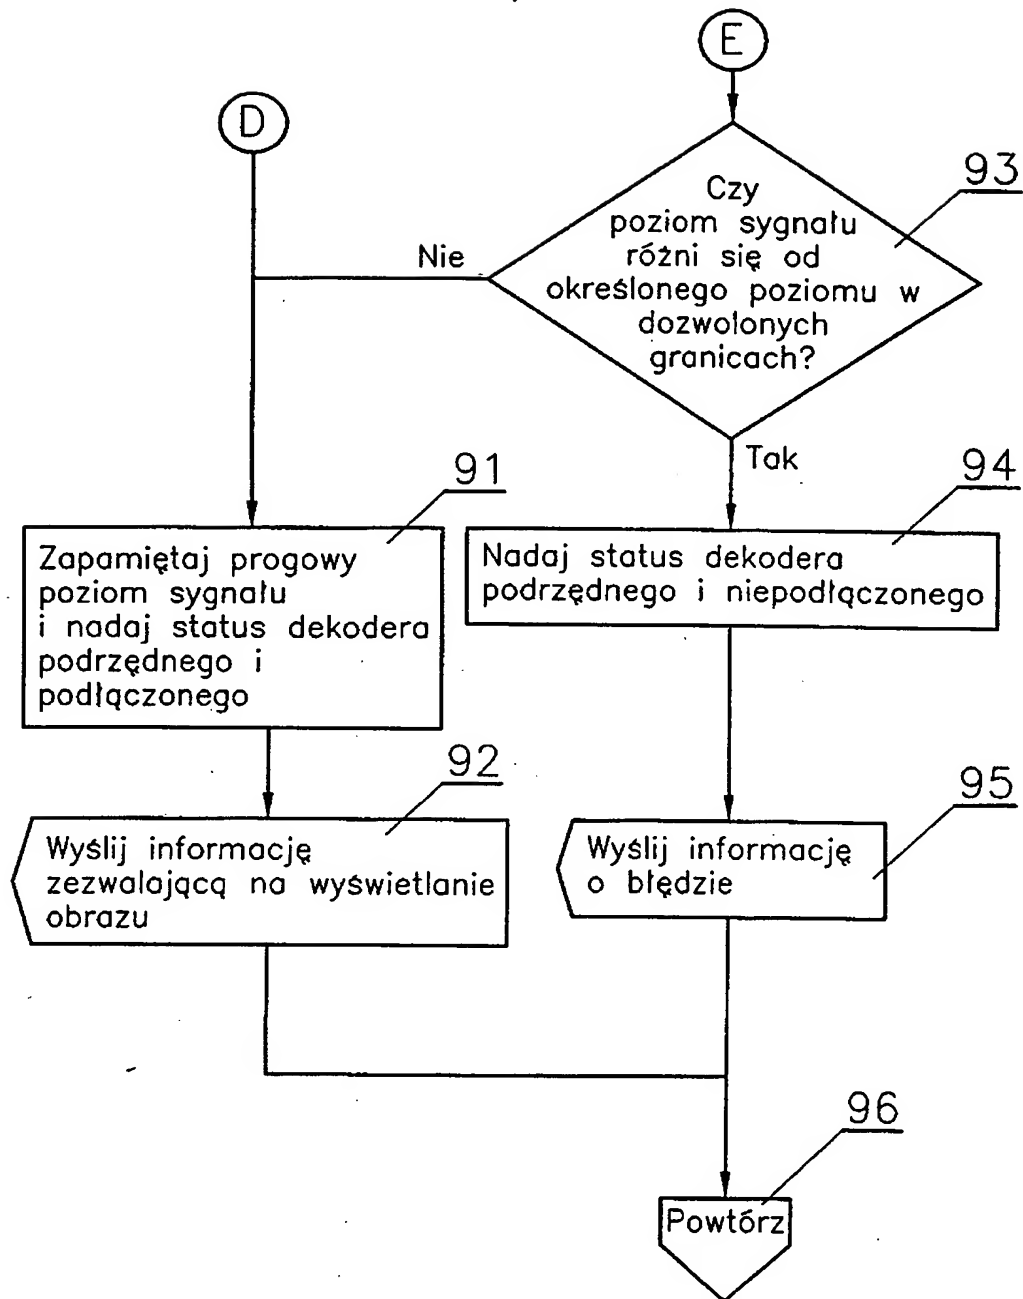 E
D
93
Czy
poziom sygnału
różni się od
określonego poziomu w
dozwolonych
granicach?
Nie
Tak
91
Zapamiętaj progowy
poziom sygnału
i nadaj status dekodera
podrzędnego i
podłączonego
94
Nadaj status dekodera
podrzędnego i niepodłączonego
92
Wyślij informację
zezwalającą na wyświetlanie
obrazu
95
Wyślij informację
o błędzie
96
Powtórz